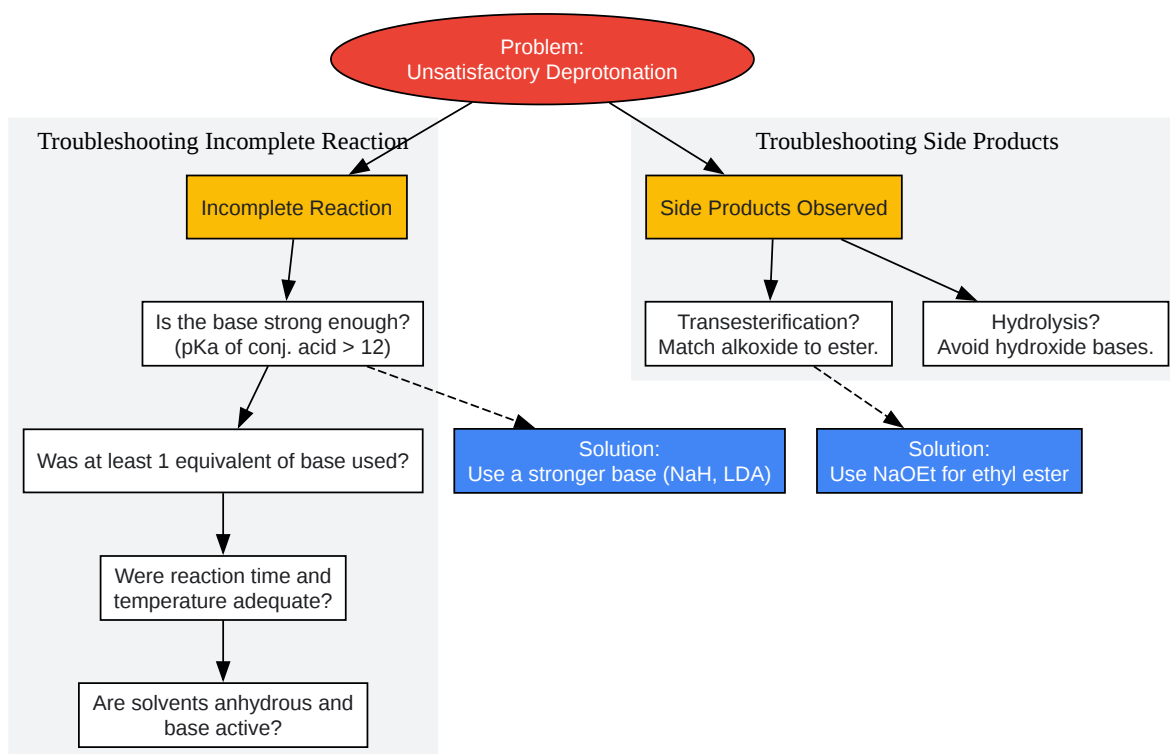 Problem:
Unsatisfactory Deprotonation
Troubleshooting Incomplete Reaction
Troubleshooting Side Products
Incomplete Reaction
Side Products Observed
Is the base strong enough?
(pKa of conj. acid > 12)
Transesterification?
Match alkoxide to ester.
Hydrolysis?
Avoid hydroxide bases.
Was at least 1 equivalent of base used?
Solution:
Use a stronger base (NaH, LDA)
Solution:
Use NaOEt for ethyl ester
Were reaction time and
temperature adequate?
Are solvents anhydrous and
base active?